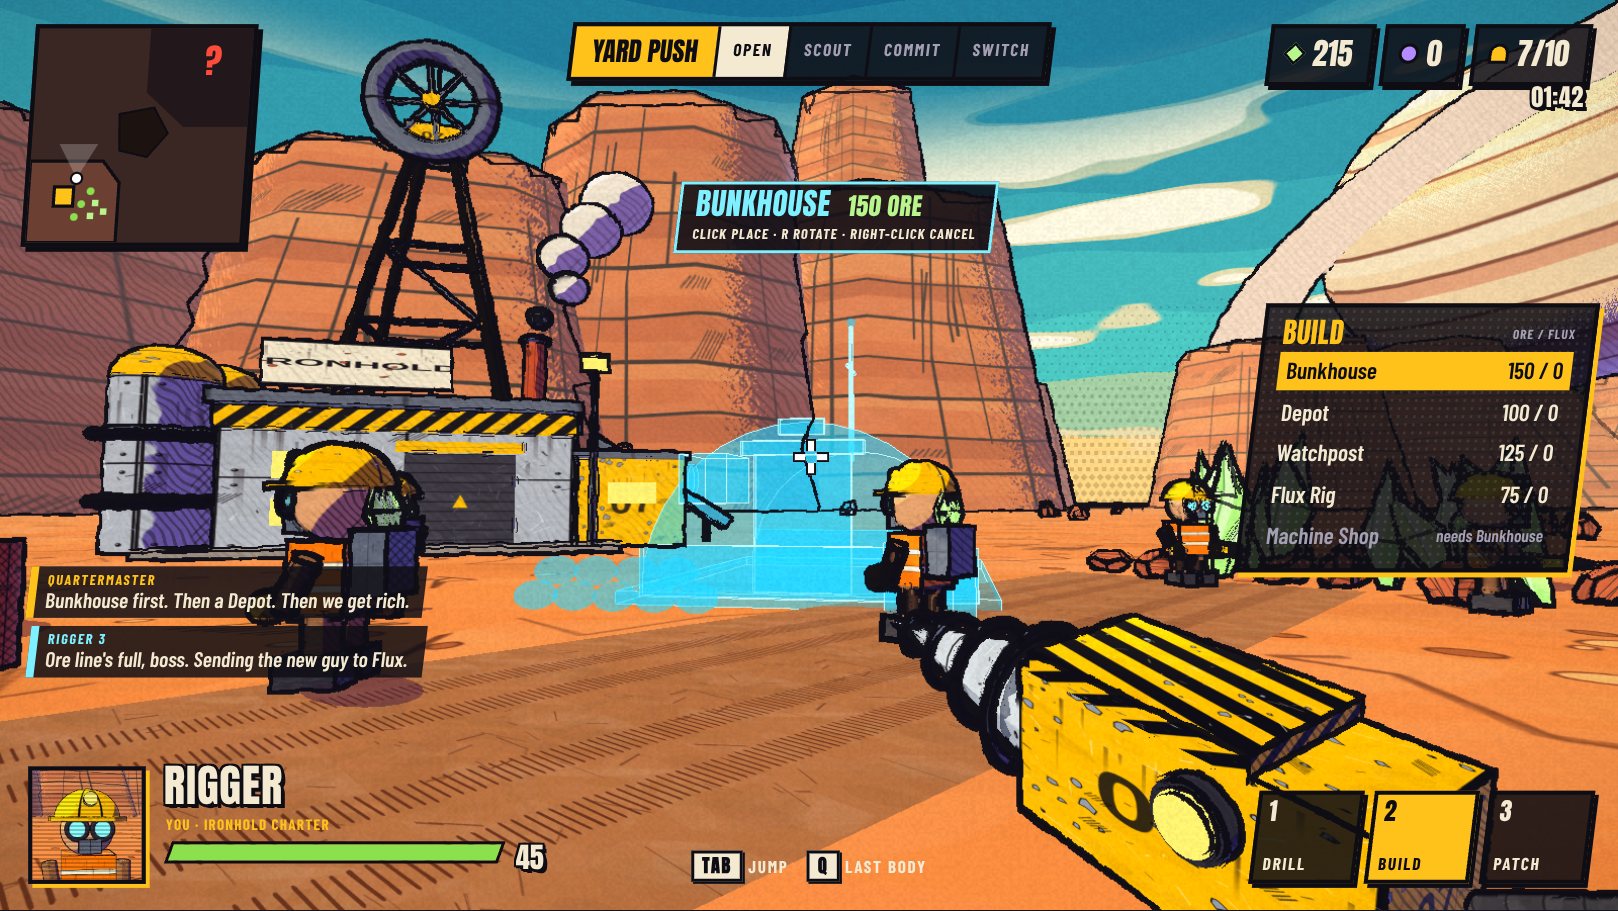 ?
YARD PUSH OPEN SCOUT COMMIT SWITCH
215 0 7/10
01:42
BUNKHOUSE 150 ORE
CLICK PLACE · R ROTATE · RIGHT-CLICK CANCEL
BUILD ORE / FLUX
Bunkhouse 150 / 0
Depot 100 / 0
Watchpost 125 / 0
Flux Rig 75 / 0
Machine Shop needs Bunkhouse
IRONHOLD
QUARTERMASTER
Bunkhouse first. Then a Depot. Then we get rich.
RIGGER 3
Ore line's full, boss. Sending the new guy to Flux.
RIGGER
YOU · IRONHOLD CHARTER
45
TAB JUMP Q LAST BODY
1 DRILL
2 BUILD
3 PATCH